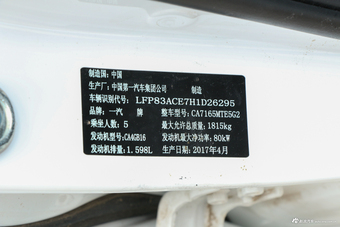 制造国：中国
生产厂：中国第一汽车集团公司 制造
车辆识别代号：LFP83ACE7H1D26295
品牌：一汽 牌 整车型号：CA7165MTE5G2
乘坐人数：5 最大允许总质量：1815kg
发动机型号：CA4GB16 发动机最大净功率：80kW
发动机排量：1.598L 生产日期：2017年4月